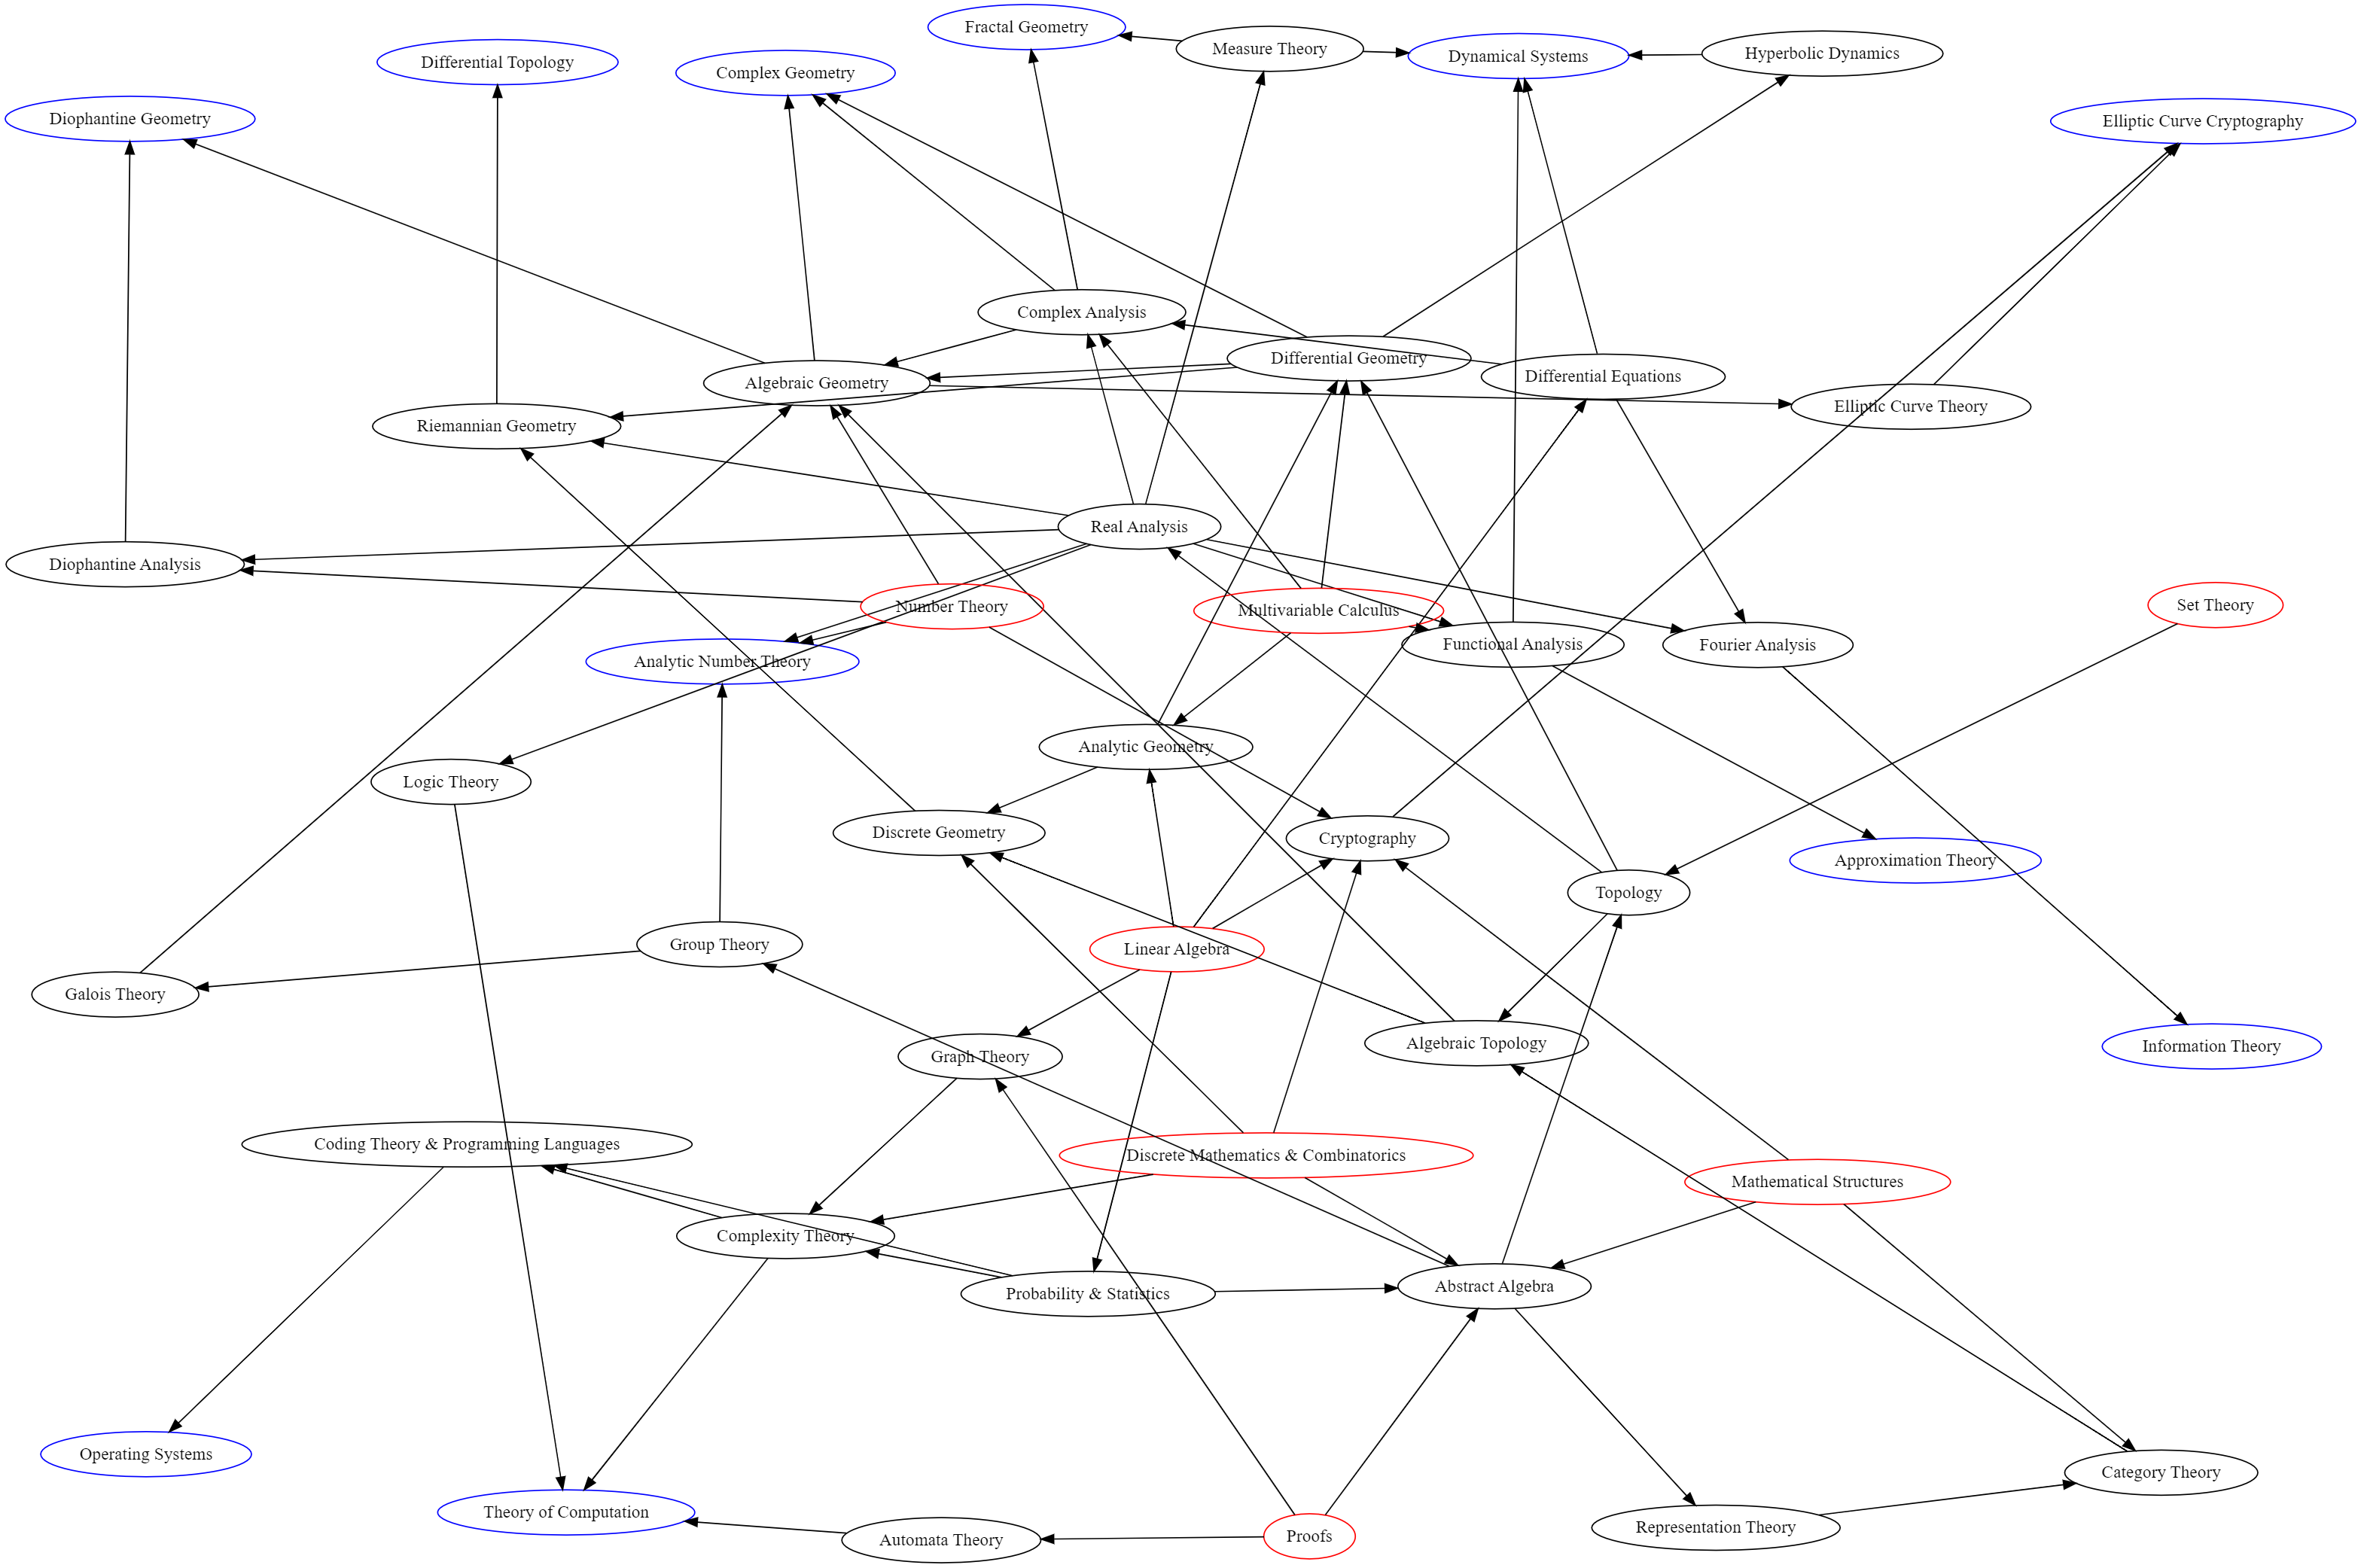 Fractal Geometry
Measure Theory
Dynamical Systems
Hyperbolic Dynamics
Differential Topology
Complex Geometry
Diophantine Geometry
Elliptic Curve Cryptography
Complex Analysis
Differential Geometry
Algebraic Geometry
Differential Equations
Elliptic Curve Theory
Riemannian Geometry
Real Analysis
Diophantine Analysis
Number Theory
Multivariable Calculus
Set Theory
Functional Analysis
Fourier Analysis
Analytic Number Theory
Analytic Geometry
Logic Theory
Discrete Geometry
Cryptography
Approximation Theory
Topology
Group Theory
Linear Algebra
Galois Theory
Algebraic Topology
Information Theory
Graph Theory
Coding Theory & Programming Languages
Discrete Mathematics & Combinatorics
Mathematical Structures
Complexity Theory
Probability & Statistics
Abstract Algebra
Operating Systems
Category Theory
Theory of Computation
Representation Theory
Automata Theory
Proofs